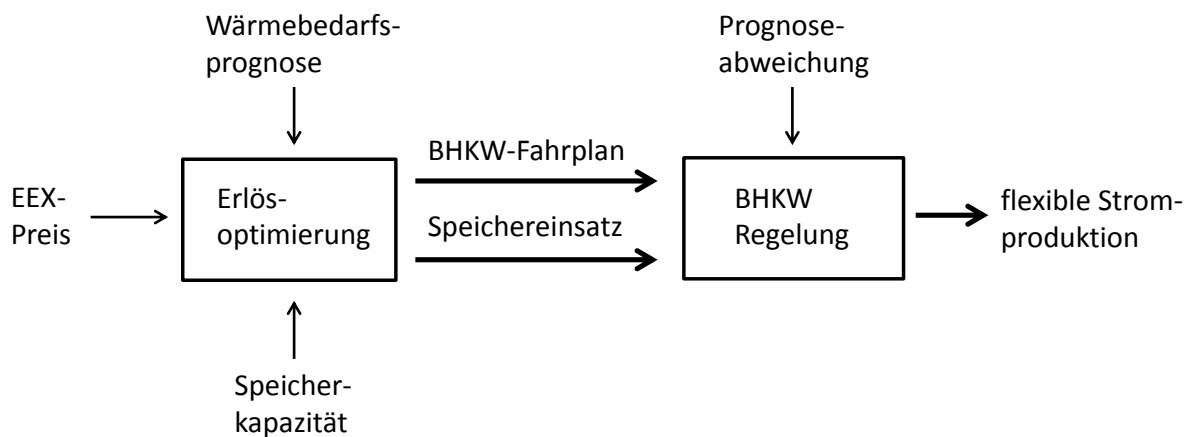 Wärmebedarfs-
prognose
Prognose-
abweichung
EEX-
Preis
Erlös-
optimierung
BHKW-Fahrplan
Speichereinsatz
BHKW
Regelung
flexible Strom-
produktion
Speicher-
kapazität